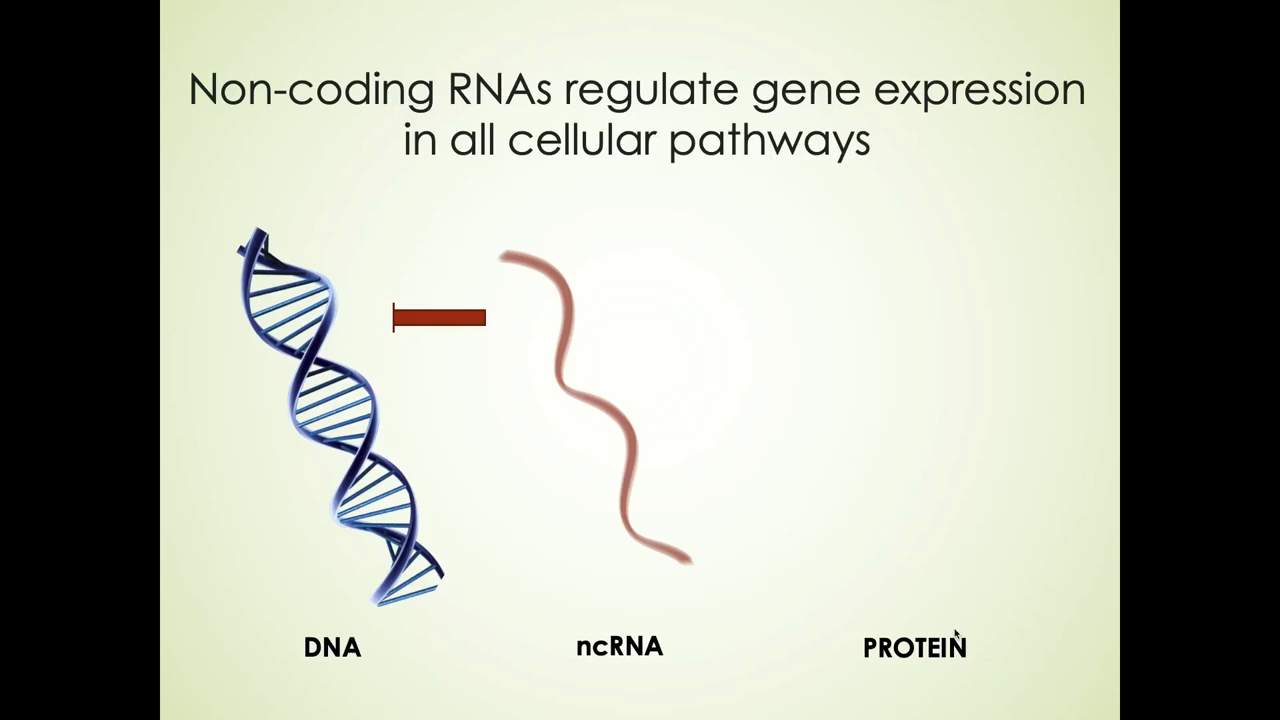 Non-coding RNAs regulate gene expression
in all cellular pathways
DNA
ncRNA
PROTEIN